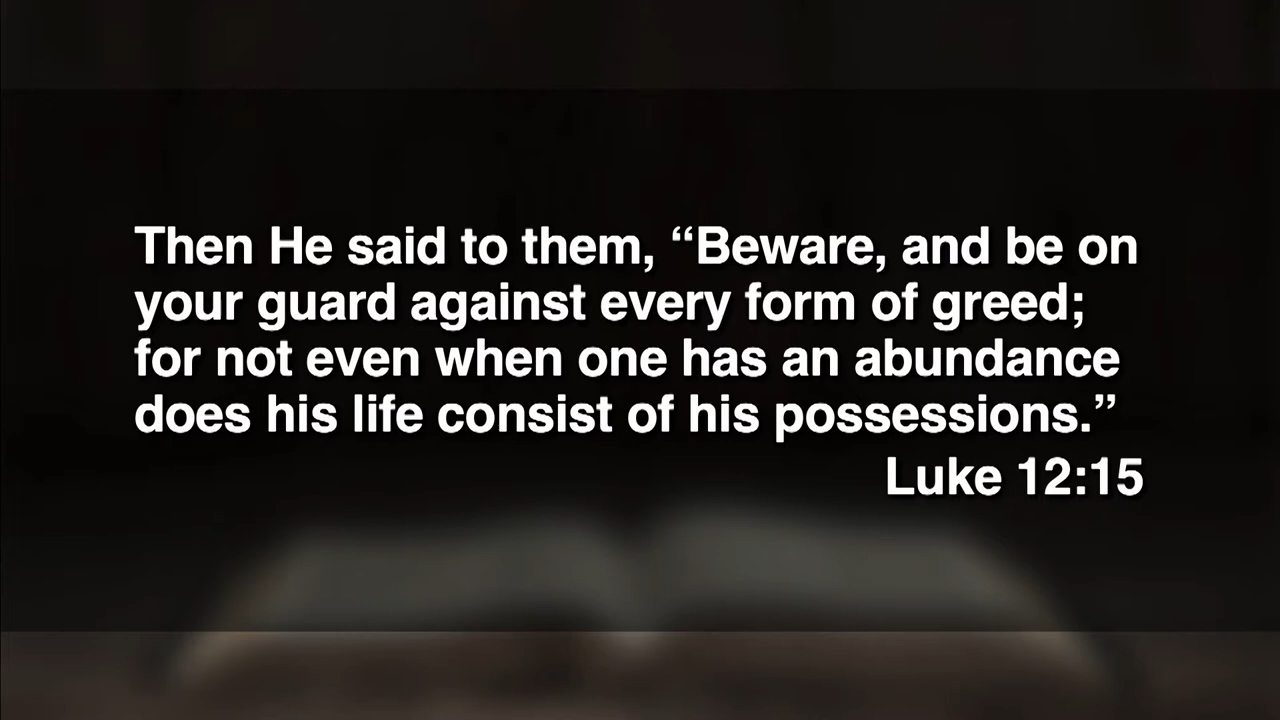 Then He said to them, “Beware, and be on
your guard against every form of greed;
for not even when one has an abundance
does his life consist of his possessions.”
Luke 12:15